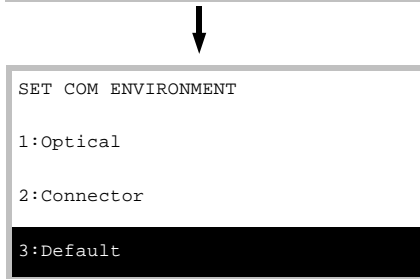 SET COM ENVIRONMENT
1:Optical
2:Connector
3:Default